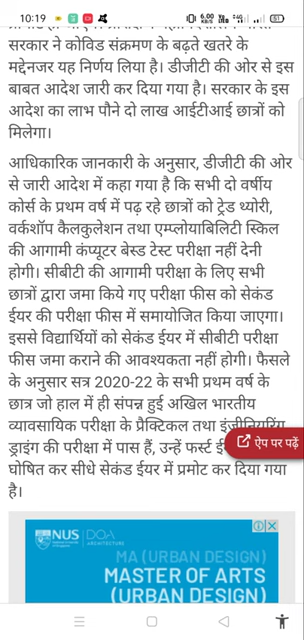 10:19
सरकार ने कोविड संक्रमण के बढ़ते खतरे के
मद्देनजर यह निर्णय लिया है। डीजीटी की ओर से इस
बाबत आदेश जारी कर दिया गया है। सरकार के इस
आदेश का लाभ पौने दो लाख आईटीआई छात्रों को
मिलेगा।
आधिकारिक जानकारी के अनुसार, डीजीटी की ओर
से जारी आदेश में कहा गया है कि सभी दो वर्षीय
कोर्स के प्रथम वर्ष में पढ़ रहे छात्रों को ट्रेड थ्योरी,
वर्कशॉप कैलकुलेशन तथा एम्प्लोयाबिलिटी स्किल
की आगामी कंप्यूटर बेस्ड टेस्ट परीक्षा नहीं देनी
होगी। सीबीटी की आगामी परीक्षा के लिए सभी
छात्रों द्वारा जमा किये गए परीक्षा फीस को सेकंड
ईयर की परीक्षा फीस में समायोजित किया जाएगा।
इससे विद्यार्थियों को सेकंड ईयर में सीबीटी परीक्षा
फीस जमा कराने की आवश्यकता नहीं होगी। फैसले
के अनुसार सत्र 2020-22 के सभी प्रथम वर्ष के
छात्र जो हाल में ही संपन्न हुई अखिल भारतीय
व्यावसायिक परीक्षा के प्रैक्टिकल तथा इंजीनियरिंग
ड्राइंग की परीक्षा में पास हैं, उन्हें फर्स्ट
ऐप पर पढ़ें
घोषित कर सीधे सेकंड ईयर में प्रमोट कर दिया गया
है।
NUS
ARCHITECTURE
MA (URBAN DESIGN)
MASTER OF ARTS
(URBAN DESIGN)